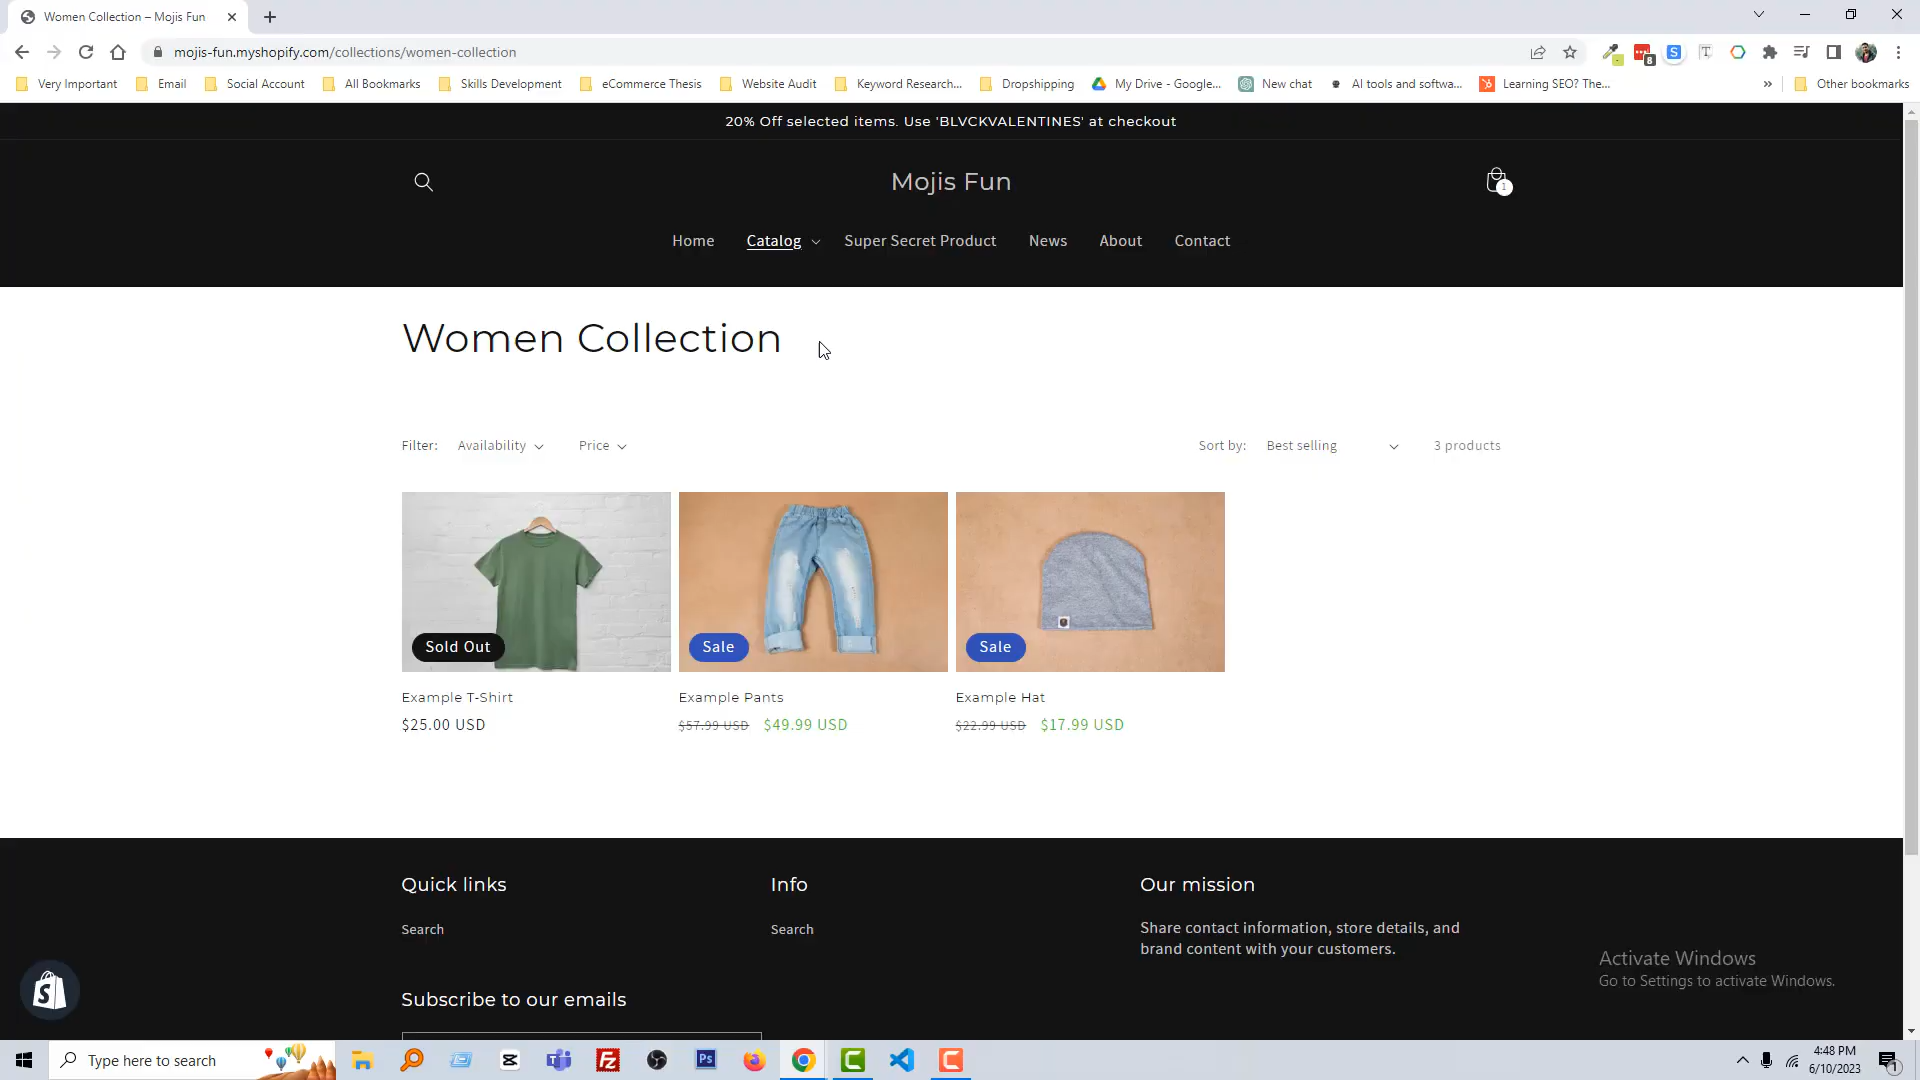 Women Collection – Mojis Fun
mojis-fun.myshopify.com/collections/women-collection
8
Very Important
Email
Social Account
All Bookmarks
Skills Development
eCommerce Thesis
Website Audit
Keyword Research...
Dropshipping
My Drive - Google...
New chat
AI tools and softwa...
Learning SEO? The...
»
Other bookmarks
20% Off selected items. Use 'BLVCKVALENTINES' at checkout
Mojis Fun
1
Home
Catalog
Super Secret Product
News
About
Contact
Women Collection
Filter:
Availability
Price
Sort by:
Best selling
3 products
Sold Out
Sale
Sale
Example T-Shirt
Example Pants
Example Hat
$25.00 USD
$57.99 USD $49.99 USD
$22.99 USD $17.99 USD
Quick links
Info
Our mission
Search
Search
Share contact information, store details, and
brand content with your customers.
Activate Windows
Go to Settings to activate Windows.
Subscribe to our emails
Type here to search
Ps
4:48 PM
6/10/2023
1